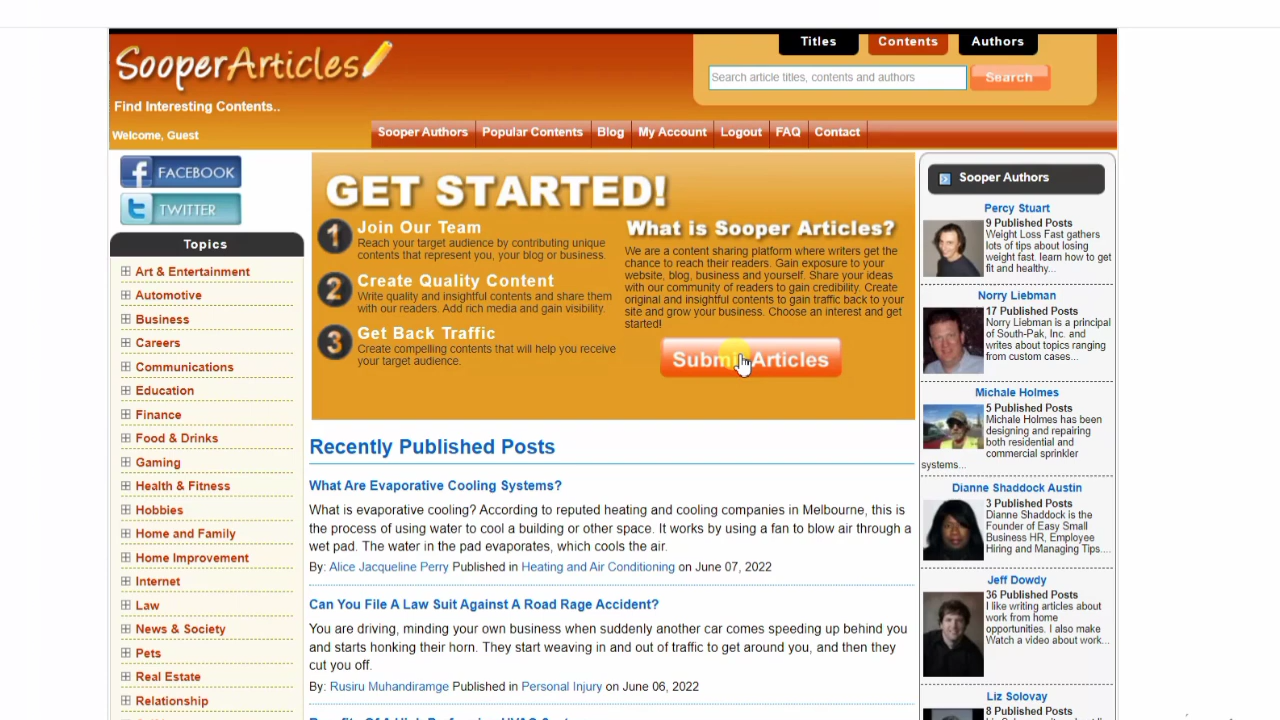 SooperArticles
Find Interesting Contents..
Welcome, Guest
Titles
Contents
Authors
Search article titles, contents and authors
Search
Sooper Authors
Popular Contents
Blog
My Account
Logout
FAQ
Contact
FACEBOOK
TWITTER
Topics
Art & Entertainment
Automotive
Business
Careers
Communications
Education
Finance
Food & Drinks
Gaming
Health & Fitness
Hobbies
Home and Family
Home Improvement
Internet
Law
News & Society
Pets
Real Estate
Relationship
GET STARTED!
1
Join Our Team
Reach your target audience by contributing unique
contents that represent you, your blog or business.
2
Create Quality Content
Write quality and insightful contents and share them
with our readers. Add rich media and gain visibility.
3
Get Back Traffic
Create compelling contents that will help you receive
your target audience.
What is Sooper Articles?
We are a content sharing platform where writers get the
chance to reach their readers. Gain exposure to your
website, blog, business and yourself. Share your ideas
with our community of readers to gain credibility. Create
original and insightful contents to gain traffic back to your
site and grow your business. Choose an interest and get
started!
Submit Articles
Recently Published Posts
What Are Evaporative Cooling Systems?
What is evaporative cooling? According to reputed heating and cooling companies in Melbourne, this is
the process of using water to cool a building or other space. It works by using a fan to blow air through a
wet pad. The water in the pad evaporates, which cools the air.
By: Alice Jacqueline Perry Published in Heating and Air Conditioning on June 07, 2022
Can You File A Law Suit Against A Road Rage Accident?
You are driving, minding your own business when suddenly another car comes speeding up behind you
and starts honking their horn. They start weaving in and out of traffic to get around you, and then they
cut you off.
By: Rusiru Muhandiramge Published in Personal Injury on June 06, 2022
Sooper Authors
Percy Stuart
9 Published Posts
Weight Loss Fast gathers
lots of tips about losing
weight fast. learn how to get
fit and healthy...
Norry Liebman
17 Published Posts
Norry Liebman is a principal
of South-Pak, Inc. and
writes about topics ranging
from custom cases...
Michale Holmes
5 Published Posts
Michale Holmes has been
designing and repairing
both residential and
commercial sprinkler
systems...
Dianne Shaddock Austin
3 Published Posts
Dianne Shaddock is the
Founder of Easy Small
Business HR, Employee
Hiring and Managing Tips....
Jeff Dowdy
36 Published Posts
I like writing articles about
work from home
opportunities. I also make
Watch a video about work...
Liz Solovay
8 Published Posts